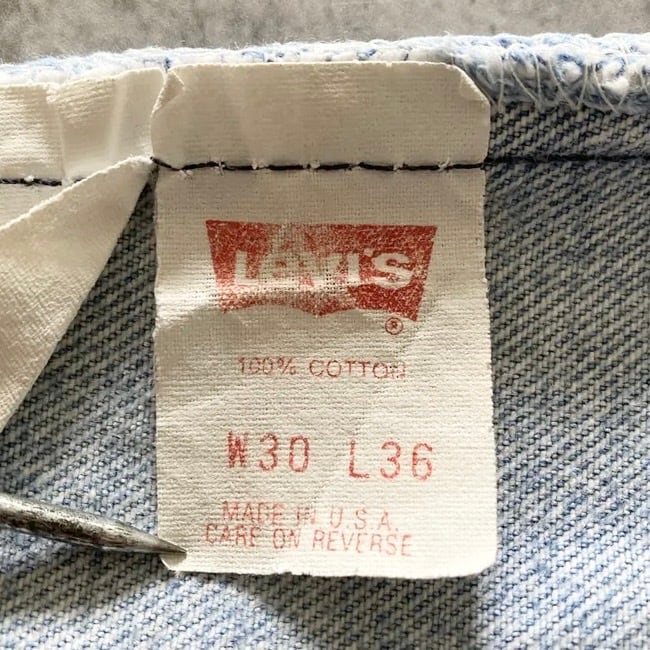 Levi's
®
100% COTTON
W30 L36
MADE IN U.S.A.
CARE ON REVERSE